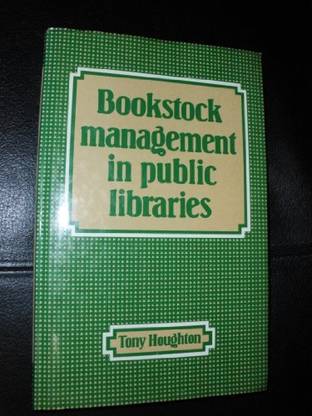 Bookstock
management
in public
libraries
Tony Houghton